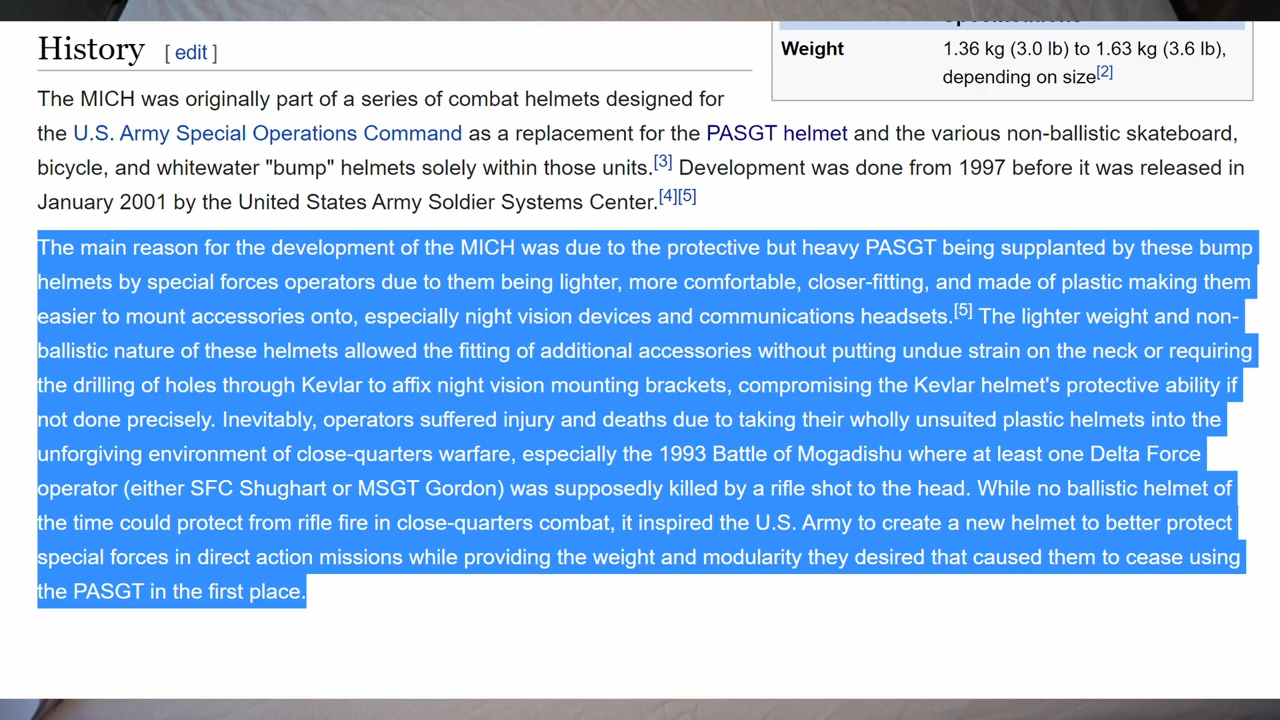 History [ edit ]
Weight 1.36 kg (3.0 lb) to 1.63 kg (3.6 lb),
depending on size[2]
The MICH was originally part of a series of combat helmets designed for
the U.S. Army Special Operations Command as a replacement for the PASGT helmet and the various non-ballistic skateboard,
bicycle, and whitewater "bump" helmets solely within those units.[3] Development was done from 1997 before it was released in
January 2001 by the United States Army Soldier Systems Center.[4][5]
The main reason for the development of the MICH was due to the protective but heavy PASGT being supplanted by these bump
helmets by special forces operators due to them being lighter, more comfortable, closer-fitting, and made of plastic making them
easier to mount accessories onto, especially night vision devices and communications headsets.[5] The lighter weight and non-
ballistic nature of these helmets allowed the fitting of additional accessories without putting undue strain on the neck or requiring
the drilling of holes through Kevlar to affix night vision mounting brackets, compromising the Kevlar helmet's protective ability if
not done precisely. Inevitably, operators suffered injury and deaths due to taking their wholly unsuited plastic helmets into the
unforgiving environment of close-quarters warfare, especially the 1993 Battle of Mogadishu where at least one Delta Force
operator (either SFC Shughart or MSGT Gordon) was supposedly killed by a rifle shot to the head. While no ballistic helmet of
the time could protect from rifle fire in close-quarters combat, it inspired the U.S. Army to create a new helmet to better protect
special forces in direct action missions while providing the weight and modularity they desired that caused them to cease using
the PASGT in the first place.